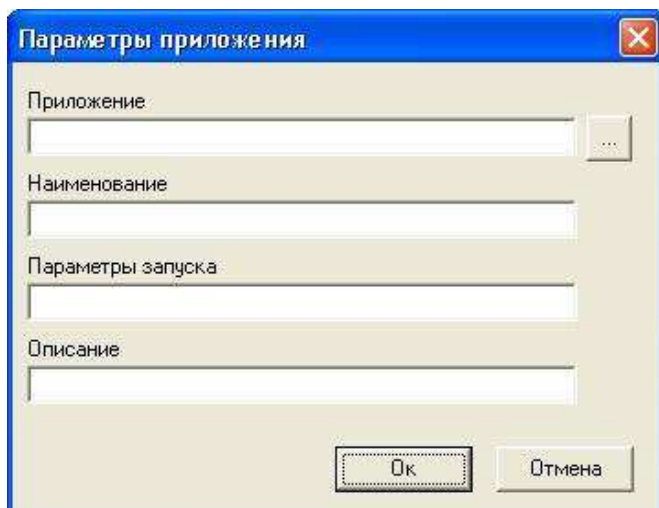 Параметры приложения
Приложение
...
Наименование
Параметры запуска
Описание
Ок
Отмена